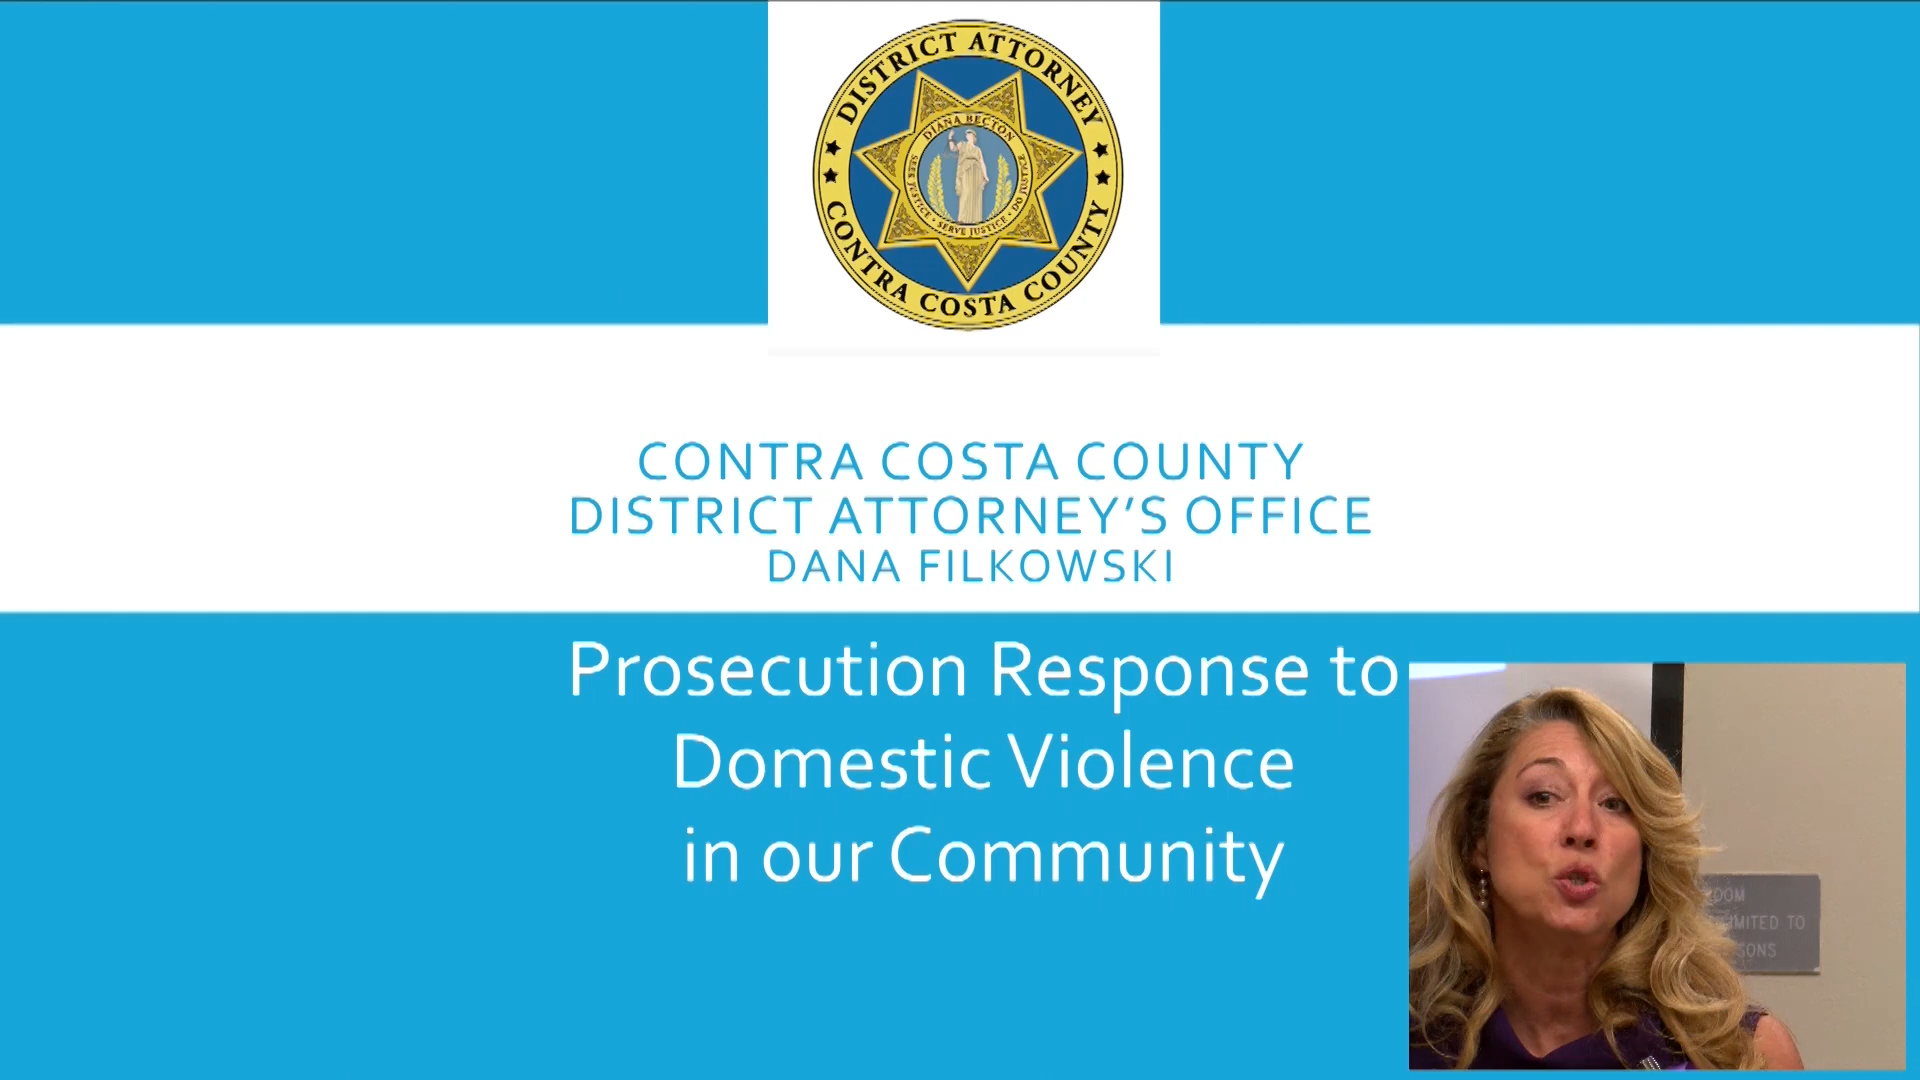 DISTRICT ATTORNEY
DIANA BECTON
SEEK JUSTICE • SERVE JUSTICE • DO JUSTICE
CONTRA COSTA COUNTY
CONTRA COSTA COUNTY
DISTRICT ATTORNEY’S OFFICE
DANA FILKOWSKI
Prosecution Response to
Domestic Violence
in our Community
TO